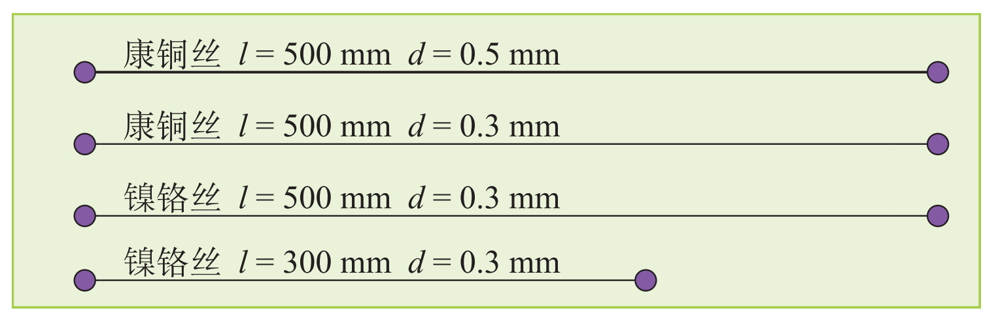 康铜丝 l = 500 mm d = 0.5 mm
康铜丝 l = 500 mm d = 0.3 mm
镍铬丝 l = 500 mm d = 0.3 mm
镍铬丝 l = 300 mm d = 0.3 mm